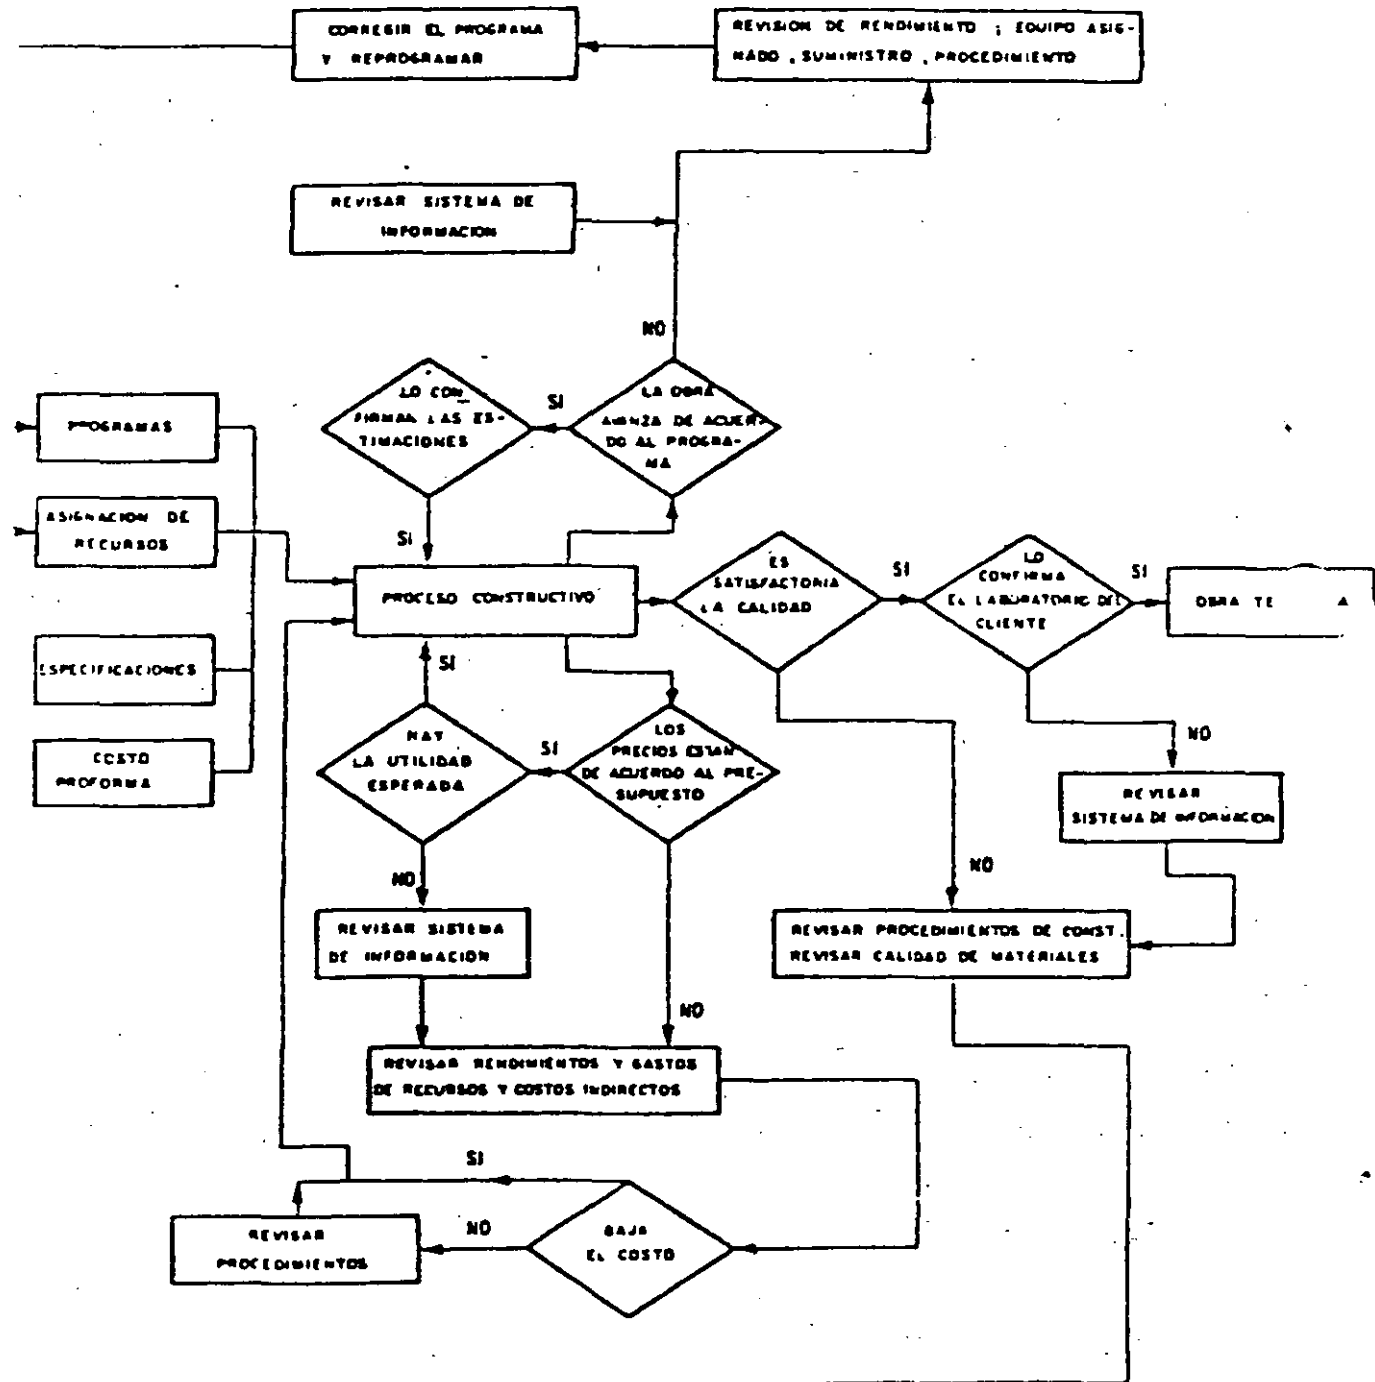 CORREGIR EL PROGRAMA
Y REPROGRAMAR
REVISION DE RENDIMIENTO ; EQUIPO ASIG-
NADO , SUMINISTRO , PROCEDIMIENTO
REVISAR SISTEMA DE
INFORMACION
NO
LO CON
FIRMAN LAS ES-
TIMACIONES
SI
LA OBRA
AVANZA DE ACUER-
DO AL PROGRA-
MA
PROGRAMAS
ASIGNACION DE
RECURSOS
ESPECIFICACIONES
COSTO
PROFORMA
SI
PROCESO CONSTRUCTIVO
ES
SATISFACTORIA
LA CALIDAD
SI
LO
CONFIRMA
EL LABORATORIO DEL
CLIENTE
SI
OBRA TE A
SI
HAY
LA UTILIDAD
ESPERADA
SI
LOS
PRECIOS ESTAN
DE ACUERDO AL PRE-
SUPUESTO
NO
REVISAR
SISTEMA DE INFORMACION
NO
NO
REVISAR SISTEMA
DE INFORMACION
REVISAR PROCEDIMIENTOS DE CONST.
REVISAR CALIDAD DE MATERIALES
NO
REVISAR RENDIMIENTOS Y GASTOS
DE RECURSOS Y COSTOS INDIRECTOS
SI
NO
REVISAR
PROCEDIMIENTOS
BAJA
EL COSTO